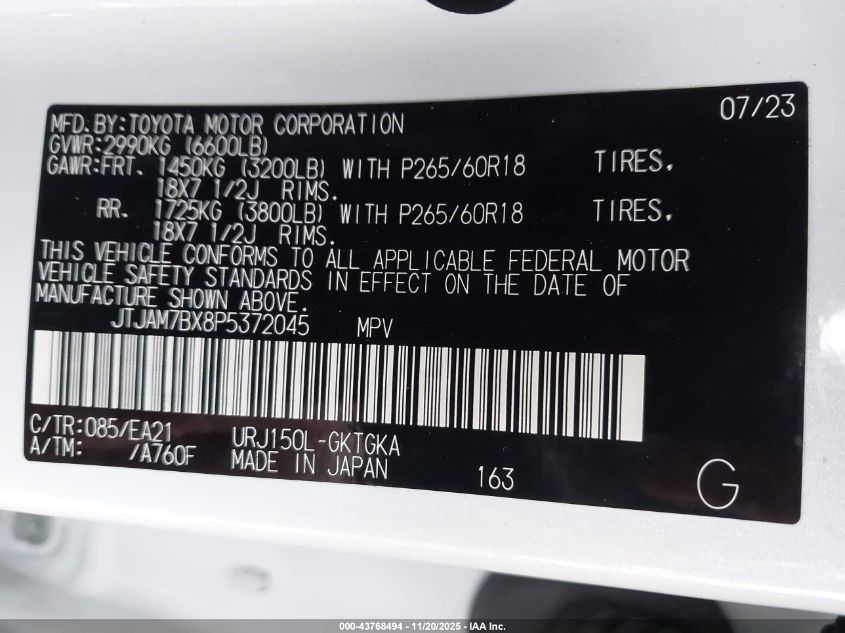 07/23
MFD.BY:TOYOTA MOTOR CORPORATION
GVWR:2990KG (6600LB)
GAWR:FRT. 1450KG (3200LB) WITH P265/60R18 TIRES.
18X7 1/2J RIMS.
RR. 1725KG (3800LB) WITH P265/60R18 TIRES.
18X7 1/2J RIMS.
THIS VEHICLE CONFORMS TO ALL APPLICABLE FEDERAL MOTOR
VEHICLE SAFETY STANDARDS IN EFFECT ON THE DATE OF
MANUFACTURE SHOWN ABOVE.
JTJAM7BX8P5372045 MPV
C/TR:085/EA21 URJ150L-GKTGKA
A/TM: /A760F MADE IN JAPAN 163 G
000-43768494 - 11/20/2025 - IAA Inc.